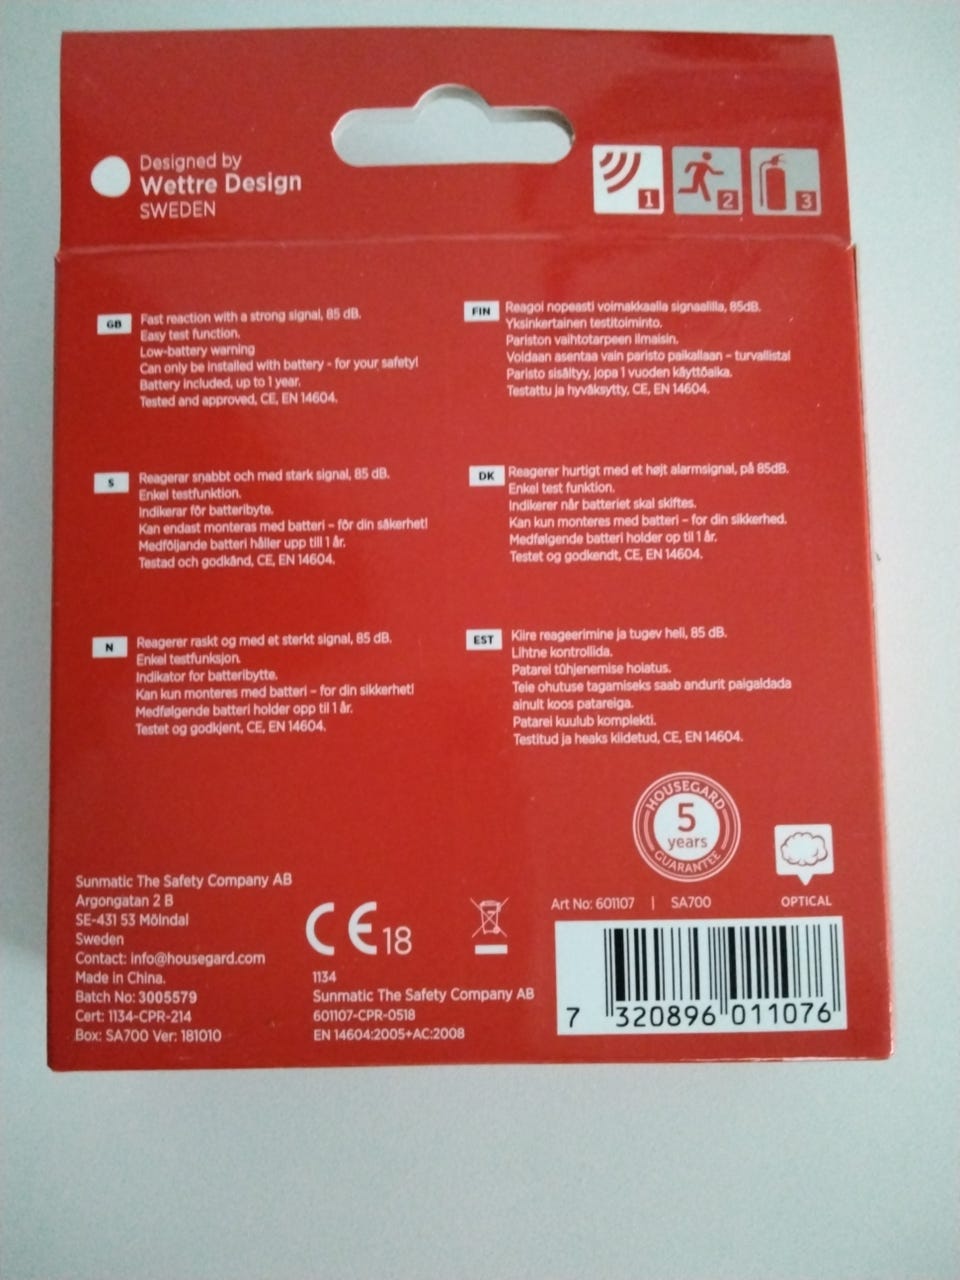 Designed by
Wettre Design
SWEDEN
1
2
3
GB
Fast reaction with a strong signal, 85 dB.
Easy test function.
Low-battery warning
Can only be installed with battery - for your safety!
Battery included, up to 1 year.
Tested and approved, CE, EN 14604.
FIN
Reagoi nopeasti voimakkaalla signaalilla, 85dB.
Yksinkertainen testitoiminto.
Pariston vaihtotarpeen ilmaisin.
Voidaan asentaa vain paristo paikallaan – turvallista!
Paristo sisältyy, jopa 1 vuoden käyttöaika.
Testattu ja hyväksytty, CE, EN 14604.
S
Reagerar snabbt och med stark signal, 85 dB.
Enkel testfunktion.
Indikerar för batteribyte.
Kan endast monteras med batteri – för din säkerhet!
Medföljande batteri håller upp till 1 år.
Testad och godkänd, CE, EN 14604.
DK
Reagerer hurtigt med et højt alarmsignal, på 85dB.
Enkel test funktion.
Indikerer når batteriet skal skiftes.
Kan kun monteres med batteri – for din sikkerhed.
Medfølgende batteri holder op til 1 år.
Testet og godkendt, CE, EN 14604.
N
Reagerer raskt og med et sterkt signal, 85 dB.
Enkel testfunksjon.
Indikator for batteribytte.
Kan kun monteres med batteri – for din sikkerhet!
Medfølgende batteri holder opp til 1 år.
Testet og godkjent, CE, EN 14604.
EST
Kiire reageerimine ja tugev heli, 85 dB.
Lihtne kontrollida.
Patarei tühjenemise hoiatus.
Teie ohutuse tagamiseks saab andurit paigaldada
ainult koos patareiga.
Patarei kuulub komplekti.
Testitud ja heaks kiidetud, CE, EN 14604.
HOUSEGARD
5
years
GUARANTEE
OPTICAL
Art No: 601107 | SA700
7 320896 011076
Sunmatic The Safety Company AB
Argongatan 2 B
SE-431 53 Mölndal
Sweden
Contact: info@housegard.com
Made in China.
Batch No: 3005579
Cert: 1134-CPR-214
Box: SA700 Ver: 181010
CE 18
1134
Sunmatic The Safety Company AB
601107-CPR-0518
EN 14604:2005+AC:2008